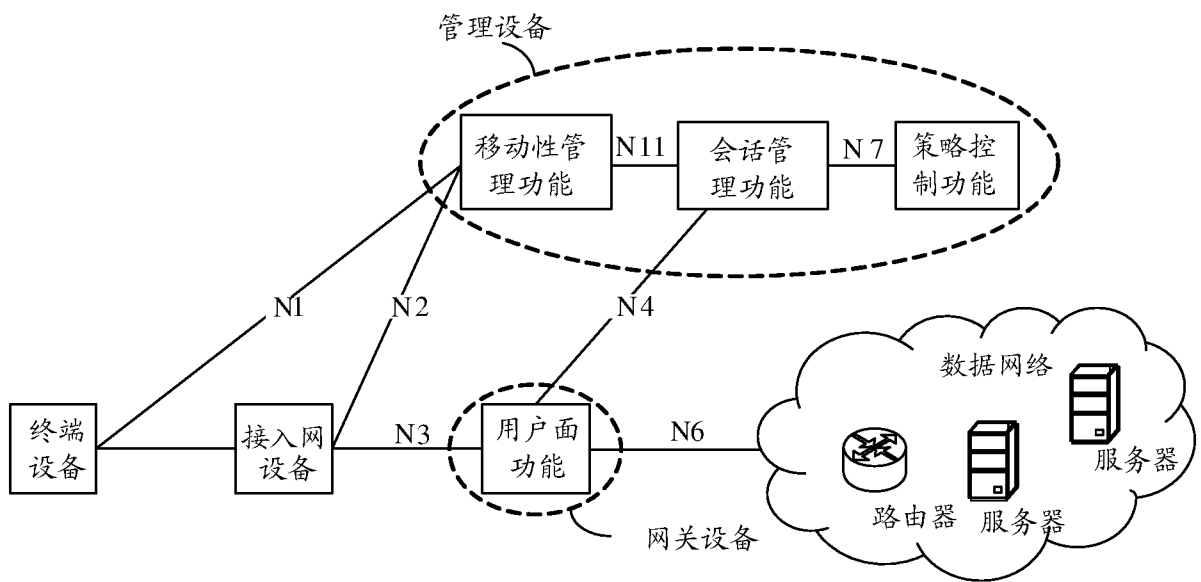 管理设备
移动性管
理功能
N11
会话管
理功能
N7
策略控
制功能
N1
N2
N4
数据网络
终端
设备
接入网
设备
N3
用户面
功能
N6
服务器
路由器
服务器
网关设备